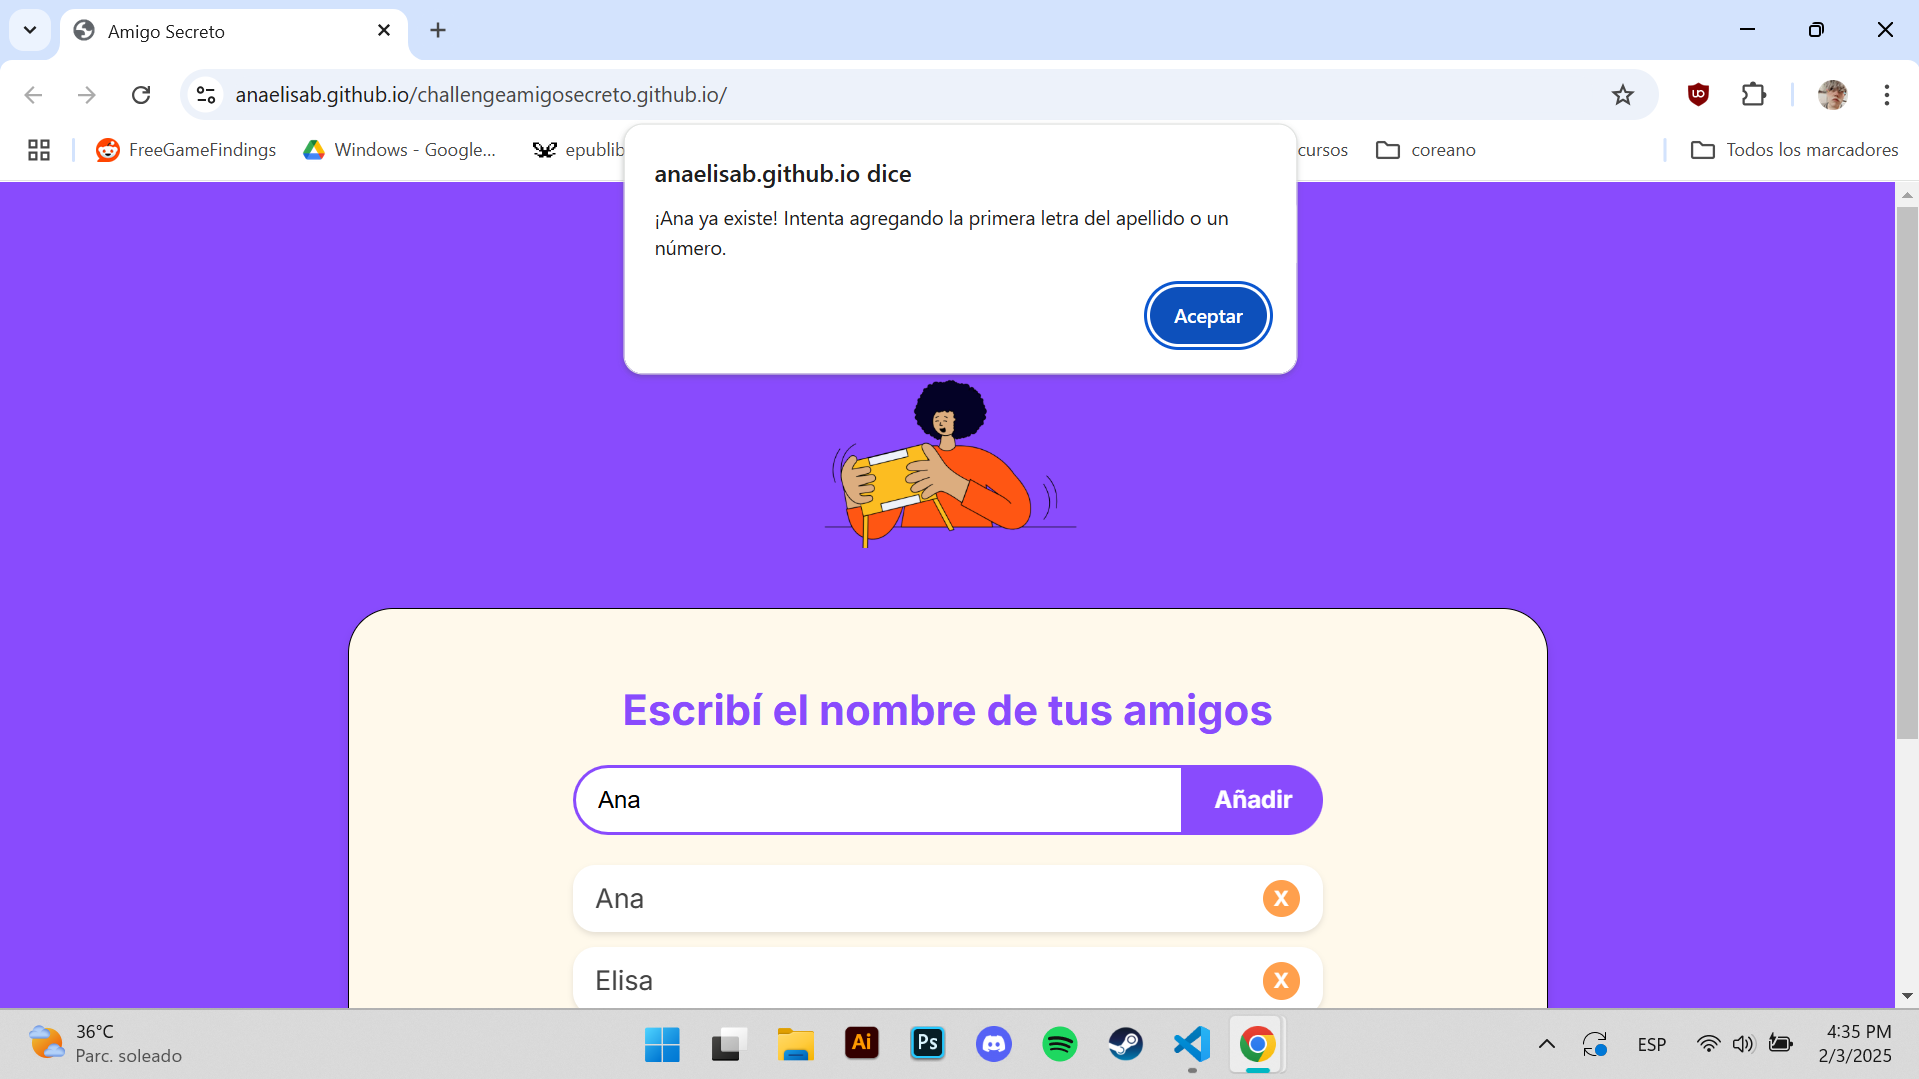 Amigo Secreto
anaelisab.github.io/challengeamigosecreto.github.io/
FreeGameFindings
Windows - Google...
epublib
cursos
coreano
Todos los marcadores
anaelisab.github.io dice
¡Ana ya existe! Intenta agregando la primera letra del apellido o un
número.
Aceptar
Escribí el nombre de tus amigos
Ana
Añadir
Ana
X
Elisa
X
36°C
Parc. soleado
Ai
Ps
ESP
4:35 PM
2/3/2025